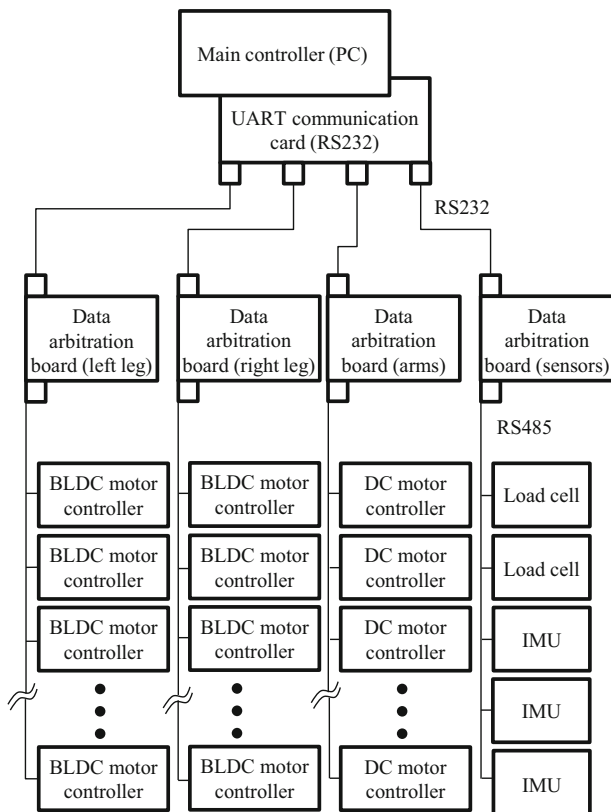 Main controller (PC)
UART communication
card (RS232)
RS232
Data
arbitration
board (left leg)
Data
arbitration
board (right leg)
Data
arbitration
board (arms)
Data
arbitration
board (sensors)
RS485
BLDC motor
controller
BLDC motor
controller
DC motor
controller
Load cell
BLDC motor
controller
BLDC motor
controller
DC motor
controller
Load cell
BLDC motor
controller
BLDC motor
controller
DC motor
controller
IMU
IMU
BLDC motor
controller
BLDC motor
controller
DC motor
controller
IMU